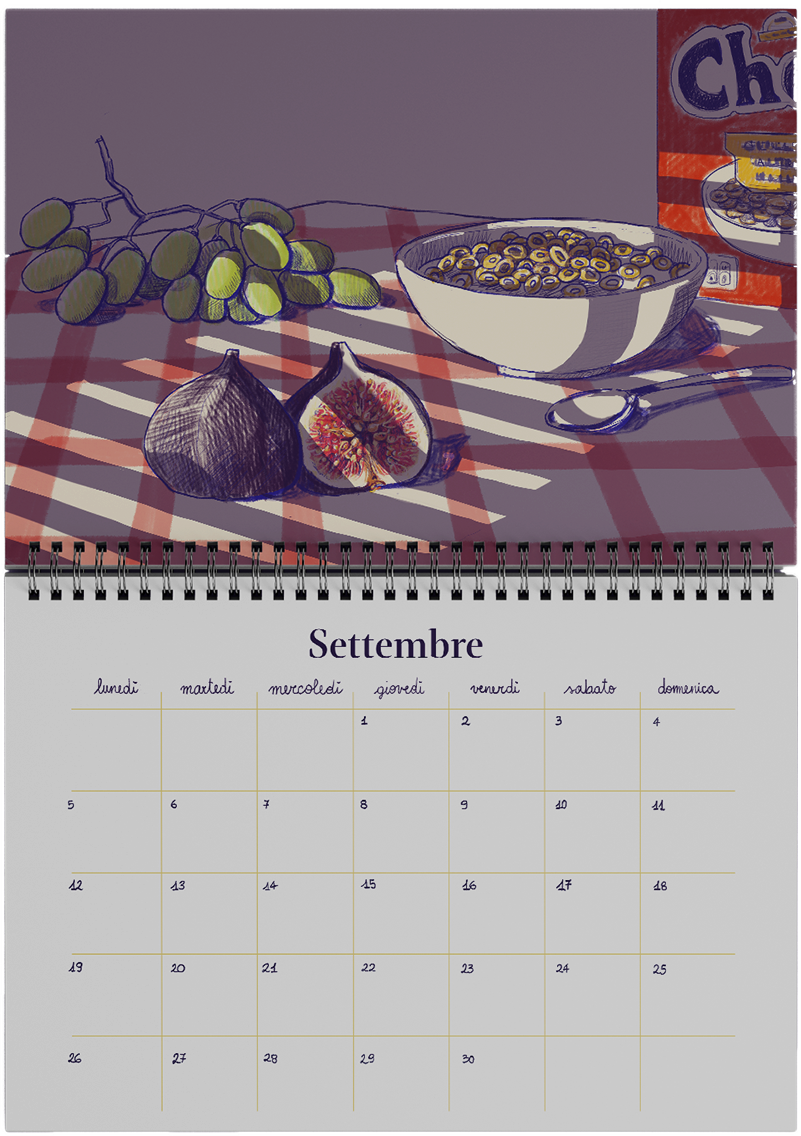 Ch
Settembre
lunedì martedì mercoledì giovedì venerdì sabato domenica
1 2 3 4
5 6 7 8 9 10 11
12 13 14 15 16 17 18
19 20 21 22 23 24 25
26 27 28 29 30